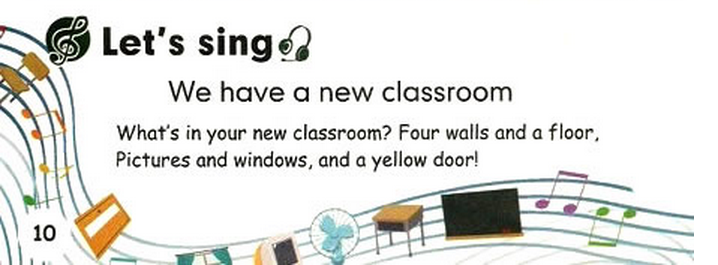 Let's sing
We have a new classroom
What's in your new classroom? Four walls and a floor,
Pictures and windows, and a yellow door!
10